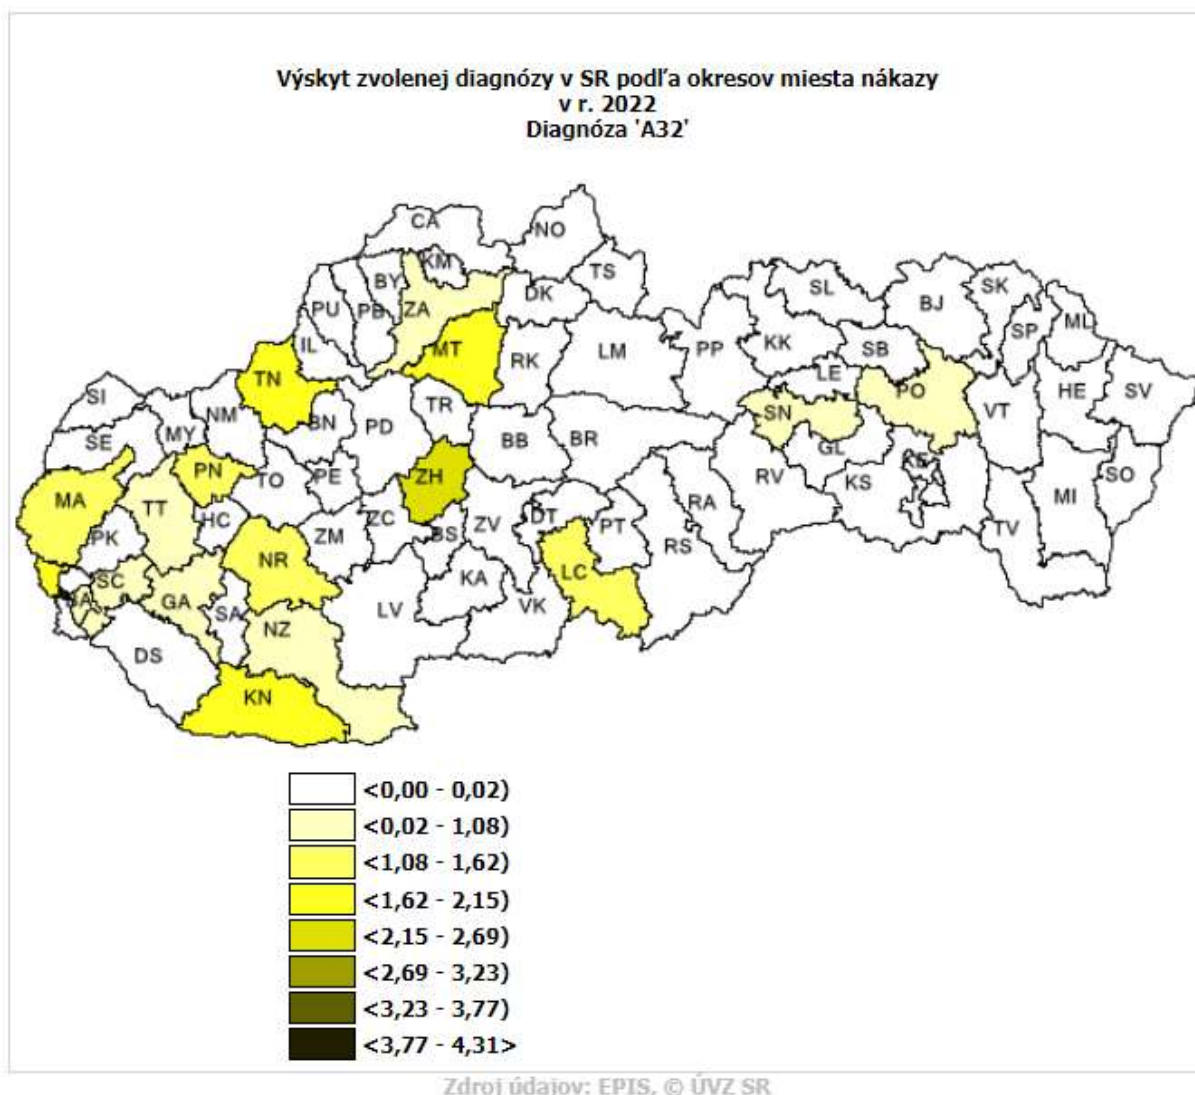 Výskyt zvolenej diagnózy v SR podľa okresov miesta nákazy
v r. 2022
Diagnóza 'A32'
CA
NO
KM
TS
BY
DK
SL
SK
PU
PB
ZA
BJ
SP
ML
IL
MT
RK
LM
PP
KK
SB
TN
LE
SI
NM
TR
SN
PO
VT
HE
SV
SE
MY
BN
PD
BB
BR
GL
PN
TO
PE
ZH
RV
KE
SO
MA
TT
HC
ZM
ZC
BS
ZV
DT
PT
RA
KS
MI
PK
NR
RS
TV
SC
KA
LC
BA
GA
SA
LV
VK
NZ
DS
KN
<0,00 - 0,02)
<0,02 - 1,08)
<1,08 - 1,62)
<1,62 - 2,15)
<2,15 - 2,69)
<2,69 - 3,23)
<3,23 - 3,77)
<3,77 - 4,31>
Zdroj údajov: EPIS, © ÚVZ SR